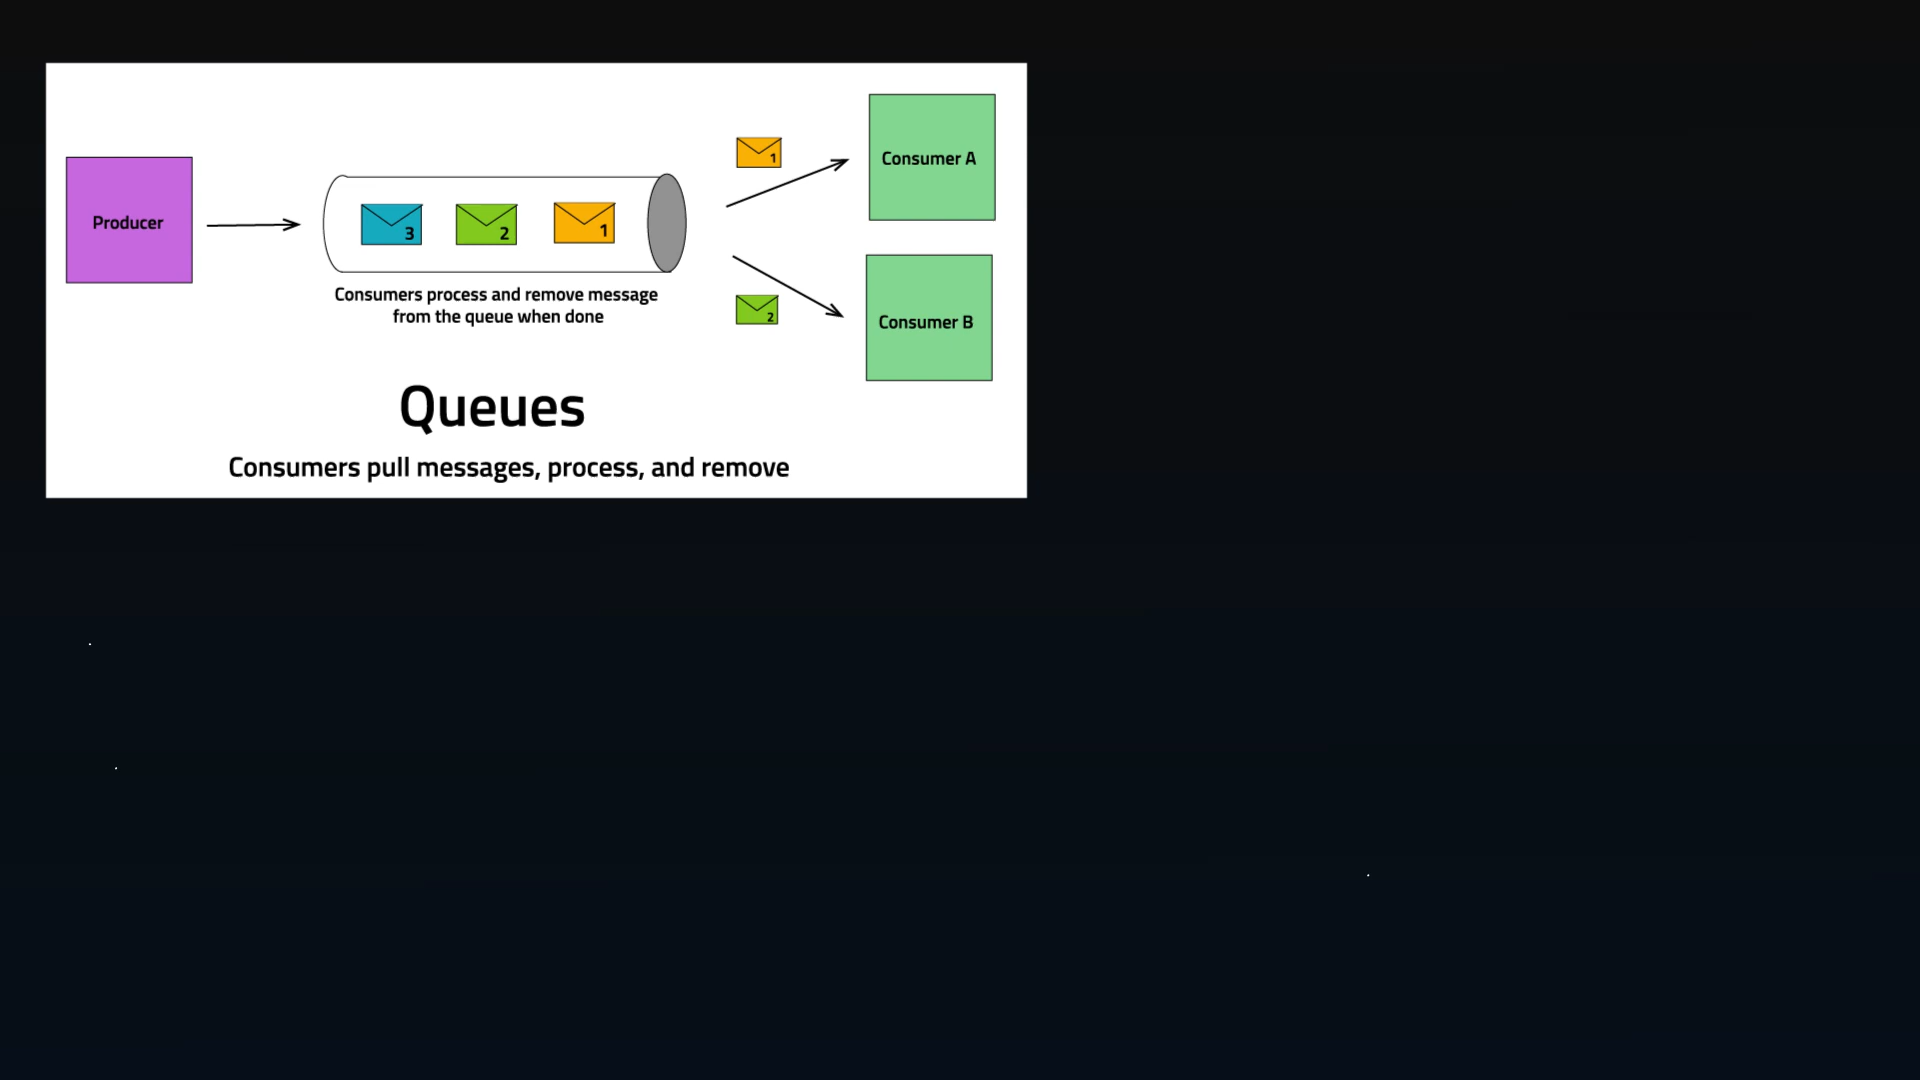 Producer
3
2
1
1
2
Consumer A
Consumer B
Consumers process and remove message
from the queue when done
Queues
Consumers pull messages, process, and remove